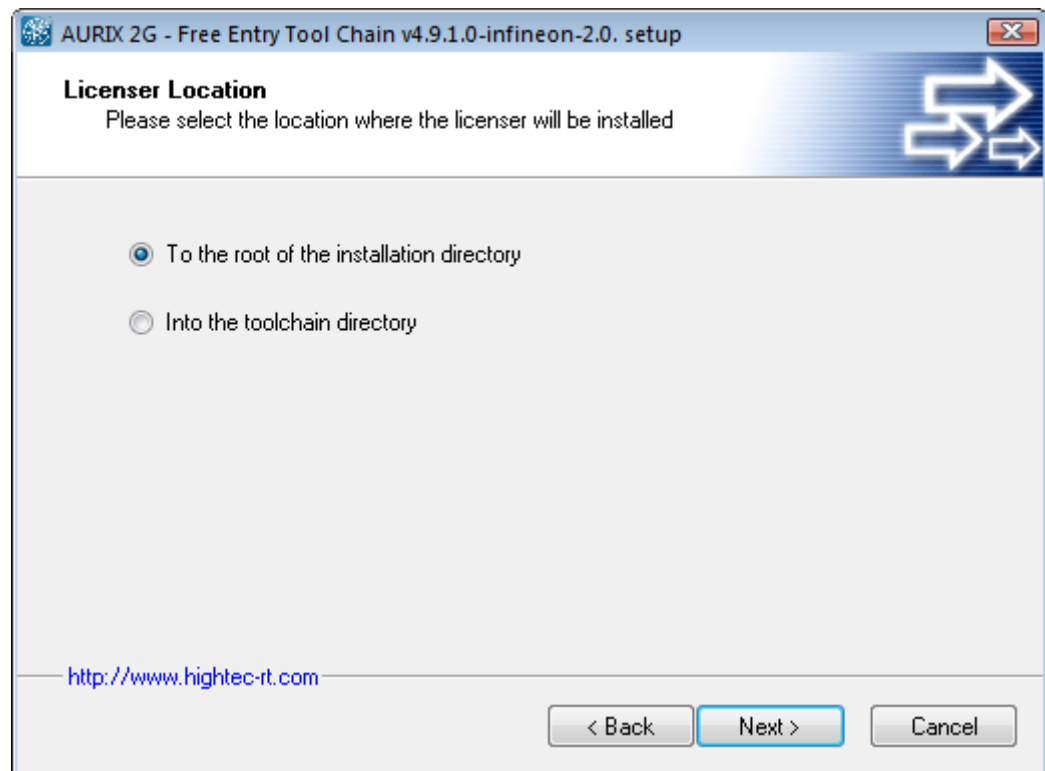 AURIX 2G - Free Entry Tool Chain v4.9.1.0-infineon-2.0. setup
Licenser Location
Please select the location where the licenser will be installed
To the root of the installation directory
Into the toolchain directory
http://www.hightec-rt.com
< Back Next > Cancel